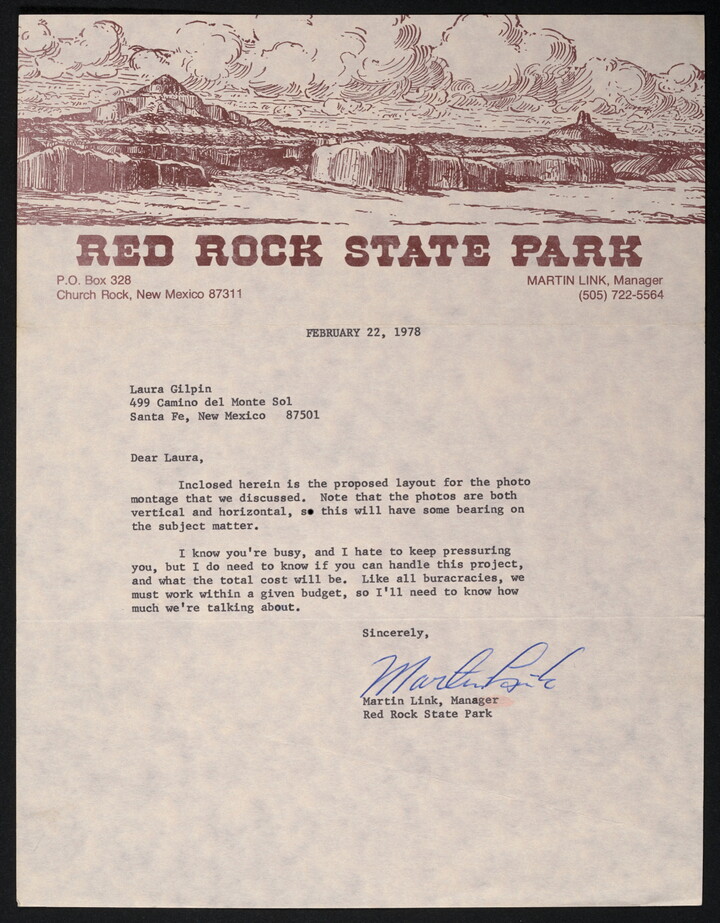 RED ROCK STATE PARK
P.O. Box 328
Church Rock, New Mexico 87311
MARTIN LINK, Manager
(505) 722-5564
FEBRUARY 22, 1978
Laura Gilpin
499 Camino del Monte Sol
Santa Fe, New Mexico 87501
Dear Laura,
Inclosed herein is the proposed layout for the photo
montage that we discussed. Note that the photos are both
vertical and horizontal, so this will have some bearing on
the subject matter.
I know you're busy, and I hate to keep pressuring
you, but I do need to know if you can handle this project,
and what the total cost will be. Like all buracracies, we
must work within a given budget, so I'll need to know how
much we're talking about.
Sincerely,
Martin Link
Martin Link, Manager
Red Rock State Park